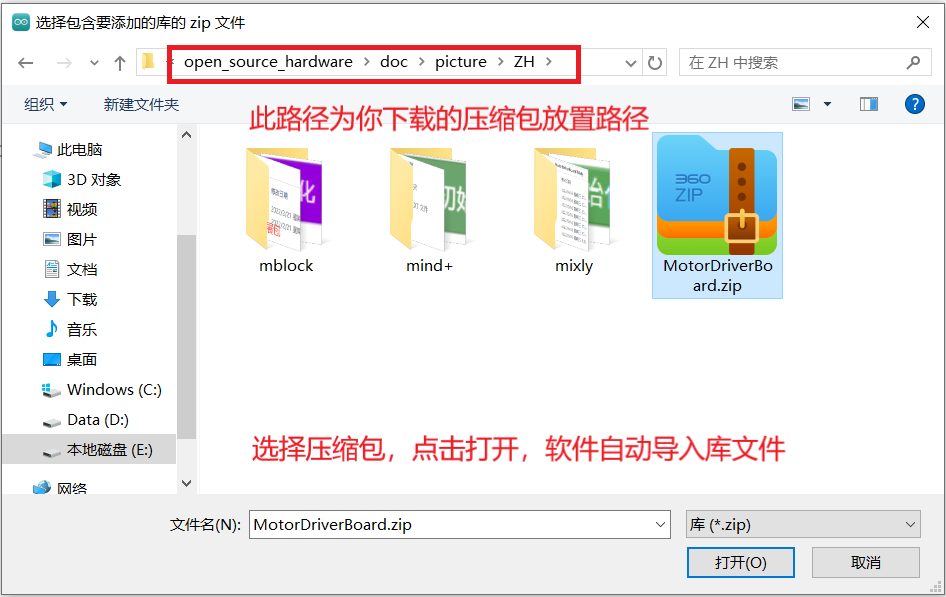 选择包含要添加的库的 zip 文件
open_source_hardware > doc > picture > ZH >
在 ZH 中搜索
组织 新建文件夹
此路径为你下载的压缩包放置路径
此电脑
3D 对象
视频
图片
文档
下载
音乐
桌面
Windows (C:)
Data (D:)
本地磁盘 (E:)
网络
360
ZIP
mblock
mind+
mixly
MotorDriverBo
ard.zip
选择压缩包，点击打开，软件自动导入库文件
文件名(N): MotorDriverBoard.zip
库 (*.zip)
打开(O) 取消